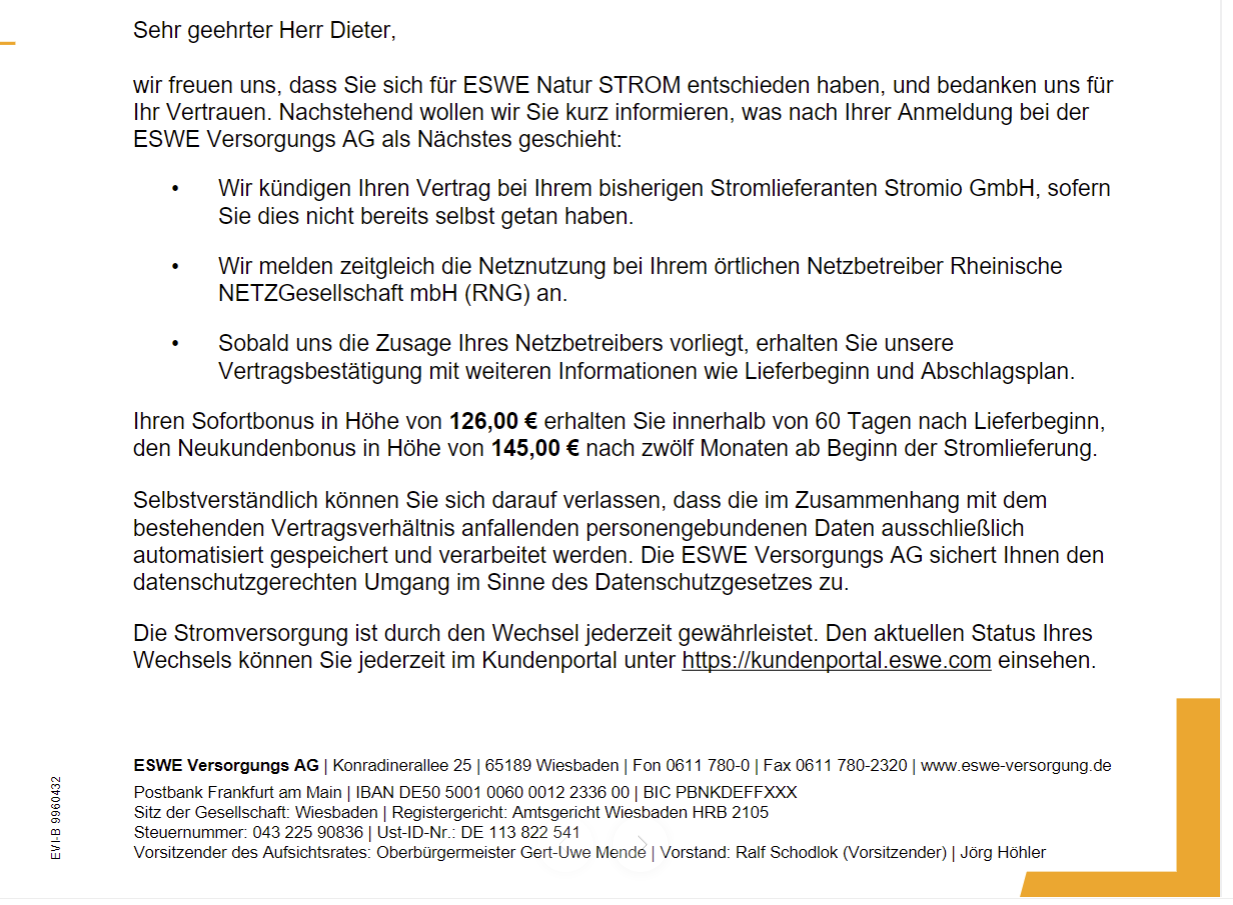 Sehr geehrter Herr Dieter,
wir freuen uns, dass Sie sich für ESWE Natur STROM entschieden haben, und bedanken uns für
Ihr Vertrauen. Nachstehend wollen wir Sie kurz informieren, was nach Ihrer Anmeldung bei der
ESWE Versorgungs AG als Nächstes geschieht:
• Wir kündigen Ihren Vertrag bei Ihrem bisherigen Stromlieferanten Stromio GmbH, sofern
Sie dies nicht bereits selbst getan haben.
• Wir melden zeitgleich die Netznutzung bei Ihrem örtlichen Netzbetreiber Rheinische
NETZGesellschaft mbH (RNG) an.
• Sobald uns die Zusage Ihres Netzbetreibers vorliegt, erhalten Sie unsere
Vertragsbestätigung mit weiteren Informationen wie Lieferbeginn und Abschlagsplan.
Ihren Sofortbonus in Höhe von 126,00 € erhalten Sie innerhalb von 60 Tagen nach Lieferbeginn,
den Neukundenbonus in Höhe von 145,00 € nach zwölf Monaten ab Beginn der Stromlieferung.
Selbstverständlich können Sie sich darauf verlassen, dass die im Zusammenhang mit dem
bestehenden Vertragsverhältnis anfallenden personengebundenen Daten ausschließlich
automatisiert gespeichert und verarbeitet werden. Die ESWE Versorgungs AG sichert Ihnen den
datenschutzgerechten Umgang im Sinne des Datenschutzgesetzes zu.
Die Stromversorgung ist durch den Wechsel jederzeit gewährleistet. Den aktuellen Status Ihres
Wechsels können Sie jederzeit im Kundenportal unter https://kundenportal.eswe.com einsehen.
ESWE Versorgungs AG | Konradinerallee 25 | 65189 Wiesbaden | Fon 0611 780-0 | Fax 0611 780-2320 | www.eswe-versorgung.de
Postbank Frankfurt am Main | IBAN DE50 5001 0060 0012 2336 00 | BIC PBNKDEFFXXX
Sitz der Gesellschaft: Wiesbaden | Registergericht: Amtsgericht Wiesbaden HRB 2105
Steuernummer: 043 225 90836 | Ust-ID-Nr.: DE 113 822 541
Vorsitzender des Aufsichtsrates: Oberbürgermeister Gert-Uwe Mende | Vorstand: Ralf Schodlok (Vorsitzender) | Jörg Höhler
EVI-B 9960432